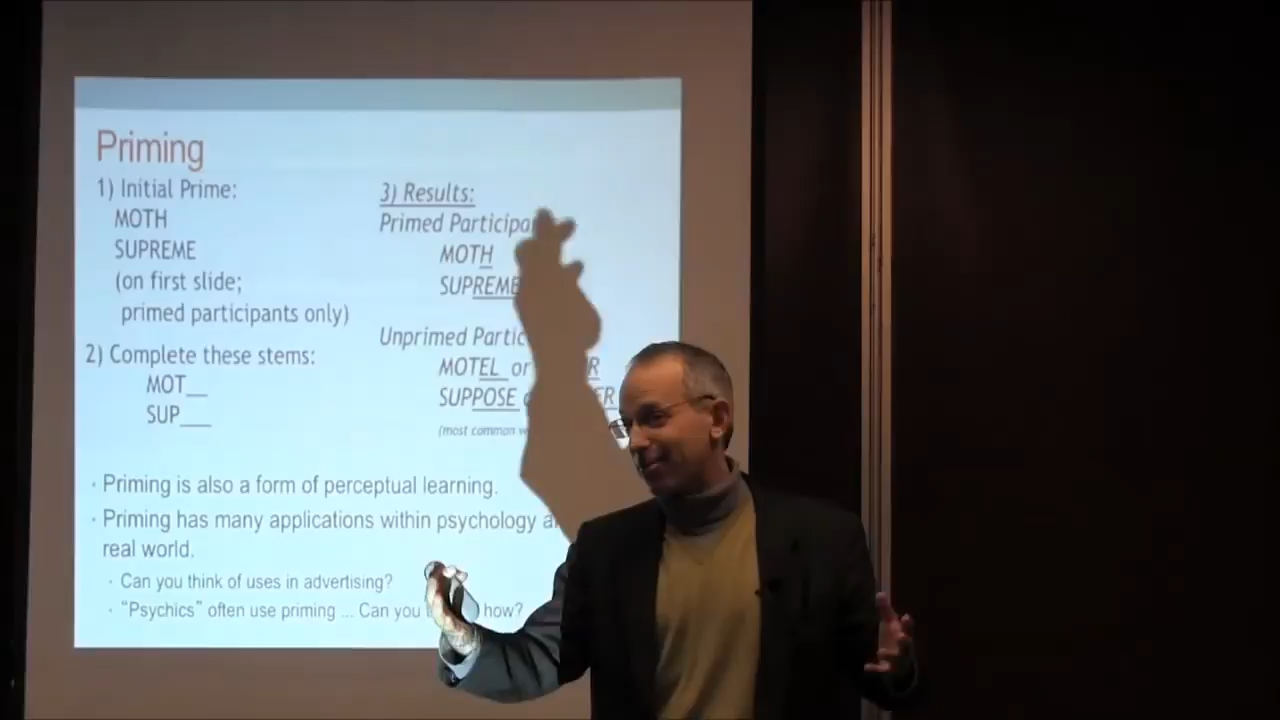 Priming
1) Initial Prime:
MOTH
SUPREME
(on first slide;
primed participants only)
2) Complete these stems:
MOT__
SUP___
3) Results:
Primed
MOTH
SUPREME
Unprimed
MOTEL or
SUPPOSE
(most common
Priming is also a form of perceptual learning.
Priming has many applications within psychology
real world.
Can you think of uses in advertising?
"Psychics" often use priming ... Can you how?